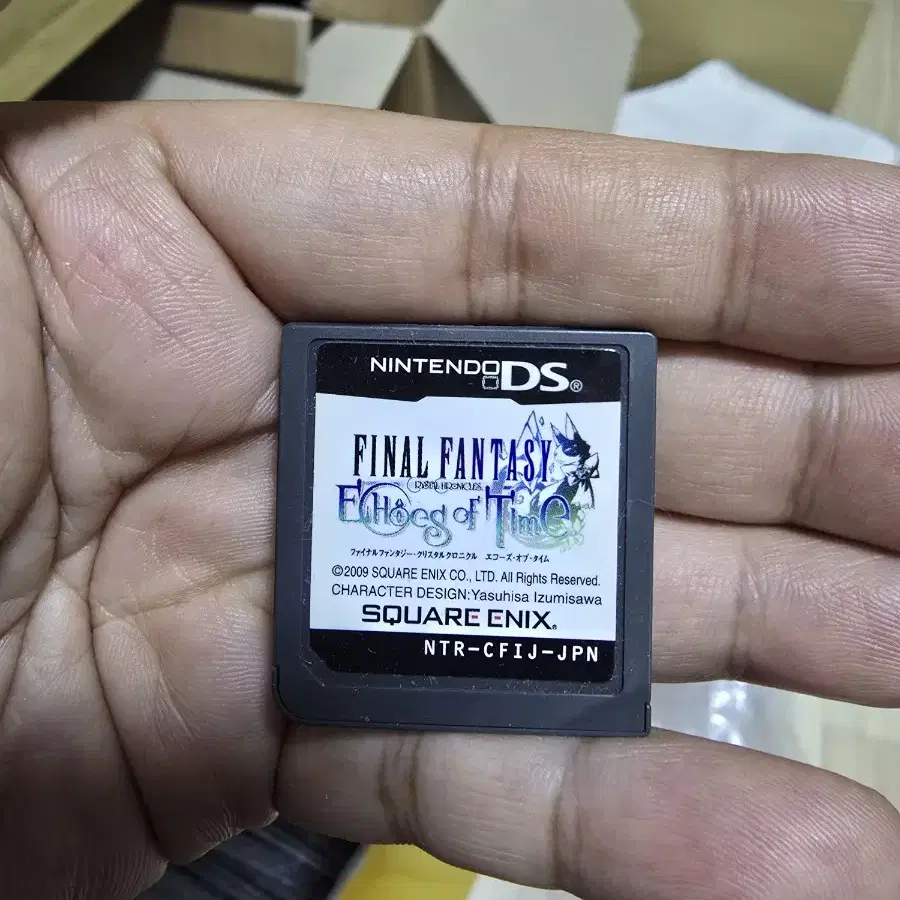 NINTENDO DS®
FINAL FANTASY
CRYSTAL CHRONICLES
Echoes of Time
ファイナルファンタジー・クリスタルクロニクル エコーズ・オブ・タイム
©2009 SQUARE ENIX CO., LTD. All Rights Reserved.
CHARACTER DESIGN:Yasuhisa Izumisawa
SQUARE ENIX®
NTR-CFIJ-JPN